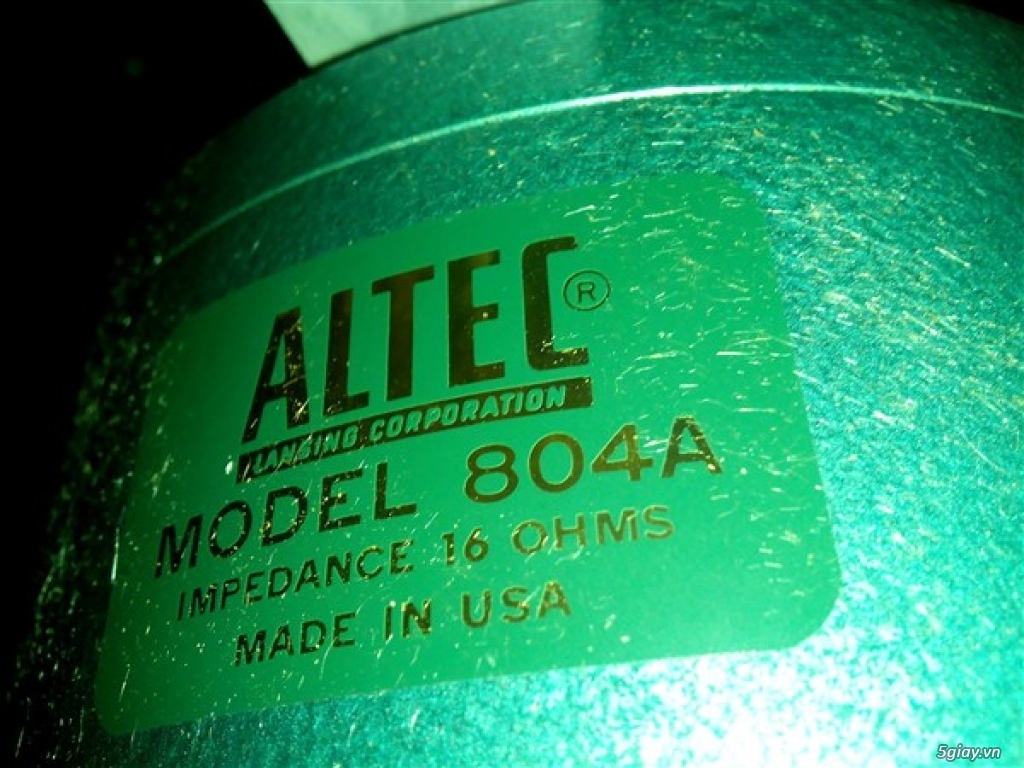 ALTEC®
LANSING CORPORATION
MODEL 804A
IMPEDANCE 16 OHMS
MADE IN USA
5giay.vn